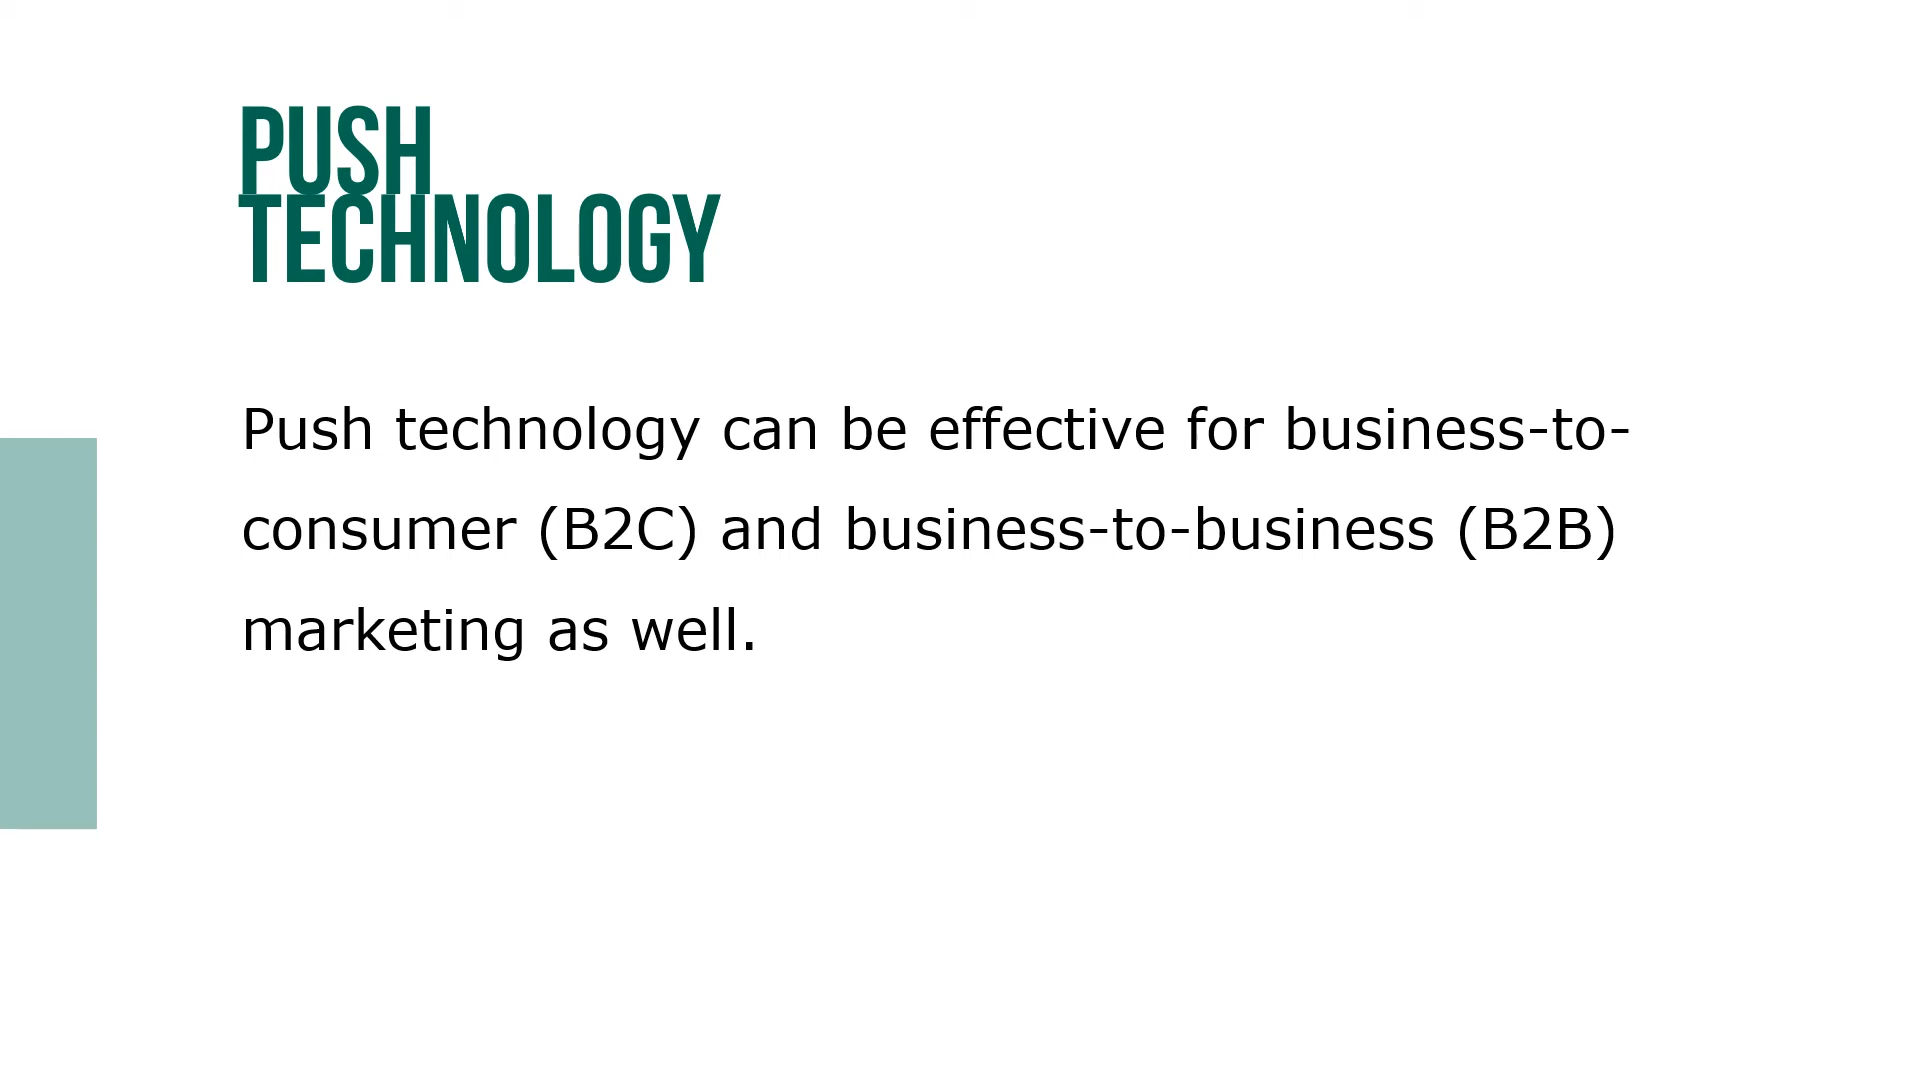 PUSH
TECHNOLOGY
Push technology can be effective for business-to-
consumer (B2C) and business-to-business (B2B)
marketing as well.